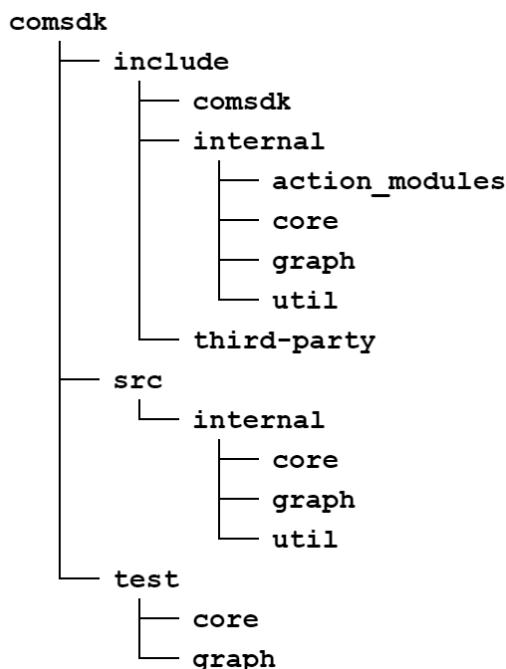 comsdk
include
comsdk
internal
action_modules
core
graph
util
third-party
src
internal
core
graph
util
test
core
graph